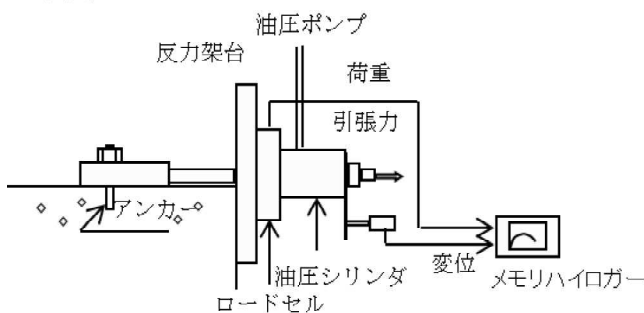 油圧ポンプ
反力架台
荷重
引張力
アンカー
変位
油圧シリンダ
メモリハイロガー
ロードセル